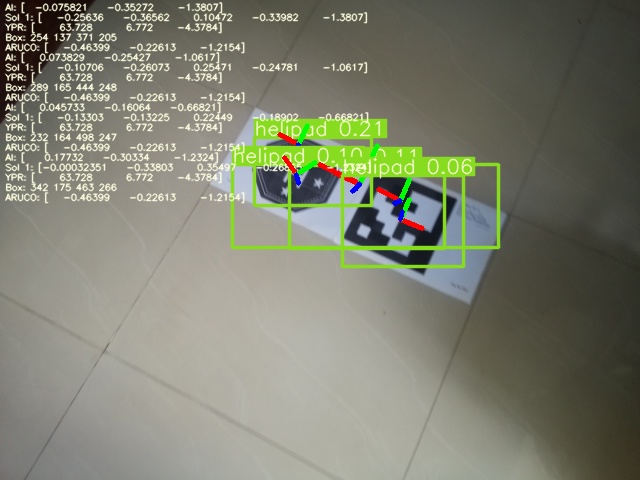 AI: [ -0.075821 -0.35272 -1.3807]
Sol 1: [ -0.25636 -0.36562 0.10472 -0.33982 -1.3807]
YPR: [ 63.728 6.772 -4.3784]
Box: 254 137 371 205
ARUCO: [ -0.46399 -0.22613 -1.2154]
AI: [ 0.073829 -0.25427 -1.0617]
Sol 1: [ -0.10706 -0.26073 0.25471 -0.24781 -1.0617]
YPR: [ 63.728 6.772 -4.3784]
Box: 289 165 444 248
ARUCO: [ -0.46399 -0.22613 -1.2154]
AI: [ 0.045733 -0.16064 -0.66821]
Sol 1: [ -0.13303 -0.13225 0.22449 -0.18902 -0.66821]
YPR: [ 63.728 6.772 -4.3784]
Box: 232 164 498 247
ARUCO: [ -0.46399 -0.22613 -1.2154]
AI: [ 0.17732 -0.30334 -1.2324]
Sol 1: [ -0.00032351 -0.33803 0.35497
YPR: [ 63.728 6.772 -4.3784]
Box: 342 175 463 266
ARUCO: [ -0.46399 -0.22613 -1.2154]
helipad 0.21
helipad 0.10 0.11
helipad 0.06